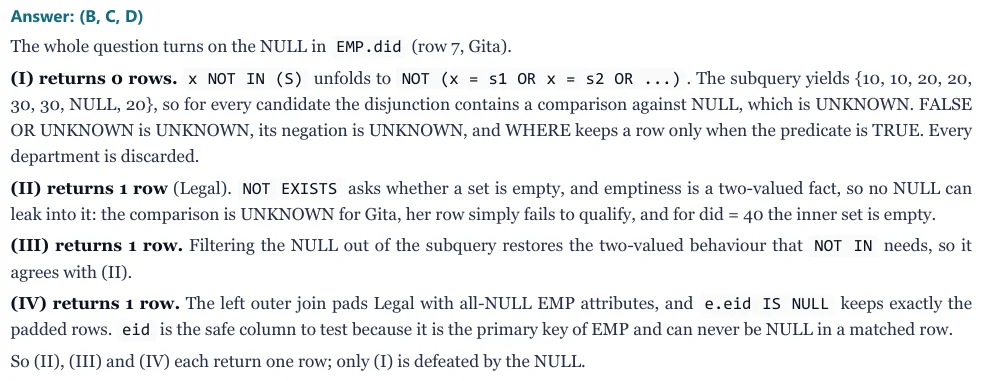 Answer: (B, C, D)
The whole question turns on the NULL in EMP.did (row 7, Gita).
(I) returns 0 rows. x NOT IN (S) unfolds to NOT (x = s1 OR x = s2 OR ...). The subquery yields {10, 10, 20, 20,
30, 30, NULL, 20}, so for every candidate the disjunction contains a comparison against NULL, which is UNKNOWN. FALSE
OR UNKNOWN is UNKNOWN, its negation is UNKNOWN, and WHERE keeps a row only when the predicate is TRUE. Every
department is discarded.
(II) returns 1 row (Legal). NOT EXISTS asks whether a set is empty, and emptiness is a two-valued fact, so no NULL can
leak into it: the comparison is UNKNOWN for Gita, her row simply fails to qualify, and for did = 40 the inner set is empty.
(III) returns 1 row. Filtering the NULL out of the subquery restores the two-valued behaviour that NOT IN needs, so it
agrees with (II).
(IV) returns 1 row. The left outer join pads Legal with all-NULL EMP attributes, and e.eid IS NULL keeps exactly the
padded rows. eid is the safe column to test because it is the primary key of EMP and can never be NULL in a matched row.
So (II), (III) and (IV) each return one row; only (I) is defeated by the NULL.